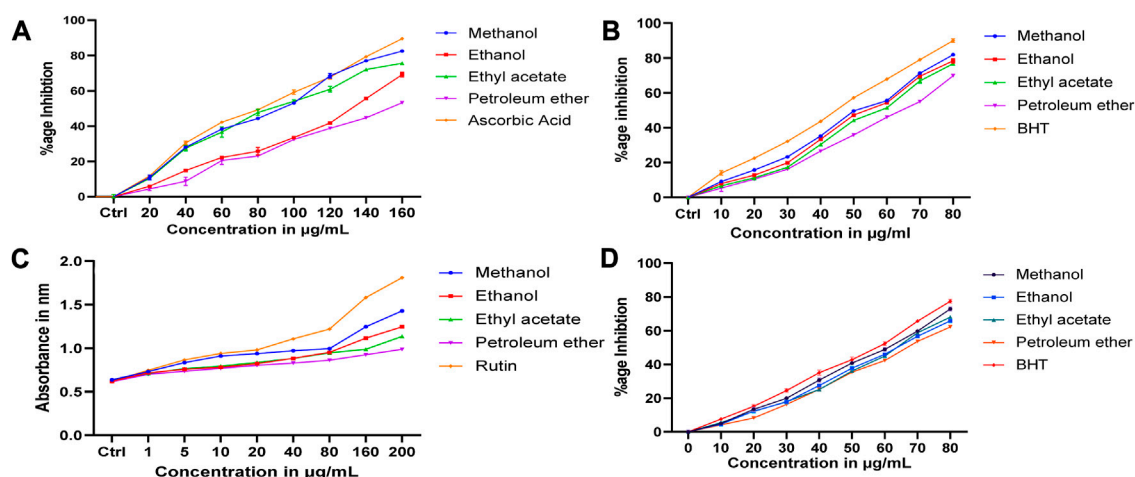 A
%age Inhibtion
100
80
60
40
20
0
Ctrl 20 40 60 80 100 120 140 160
Concentration in µg/mL
Methanol
Ethanol
Ethyl acetate
Petroleum ether
Ascorbic Acid
B
%age inhibition
100
80
60
40
20
0
Ctrl 10 20 30 40 50 60 70 80
Concontration in µg/ml
Methanol
Ethanol
Ethyl acetate
Petroleum ether
BHT
C
Absorbance in nm
2.0
1.5
1.0
0.5
0.0
Ctrl 1 5 10 20 40 80 160 200
Concentration in µg/mL
Methanol
Ethanol
Ethyl acetate
Petroleum ether
Rutin
D
%age Inhibtion
100
80
60
40
20
0
0 10 20 30 40 50 60 70 80
Concentration in µg/mL
Methanol
Ethanol
Ethyl acetate
Petroleum ether
BHT